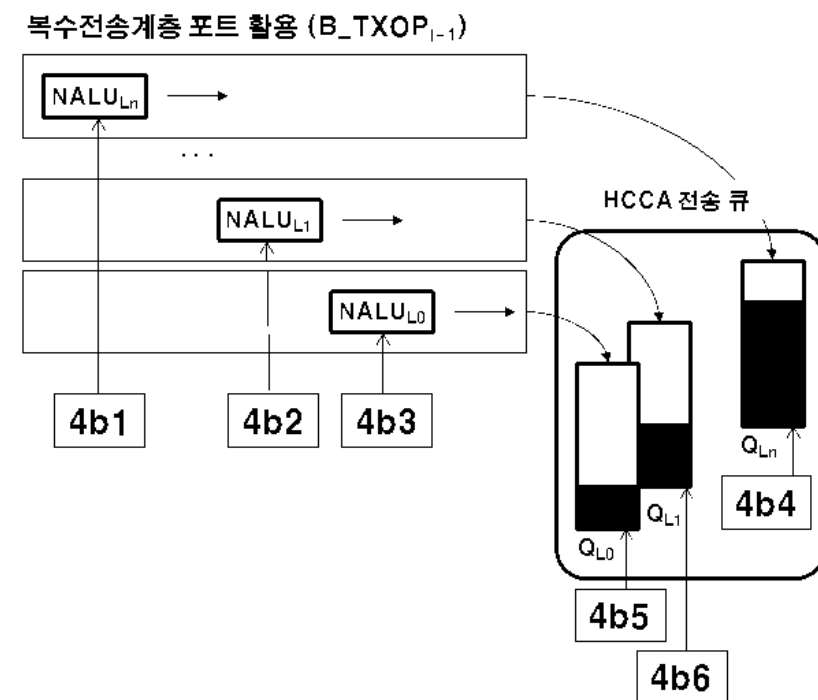 복수전송계층 포트 활용 (B_TXOP_{I-1})
NALU_{Ln}
...
HCCA 전송 큐
NALU_{L1}
NALU_{L0}
4b1
4b2
4b3
Q_{Ln}
4b4
Q_{L1}
Q_{L0}
4b5
4b6